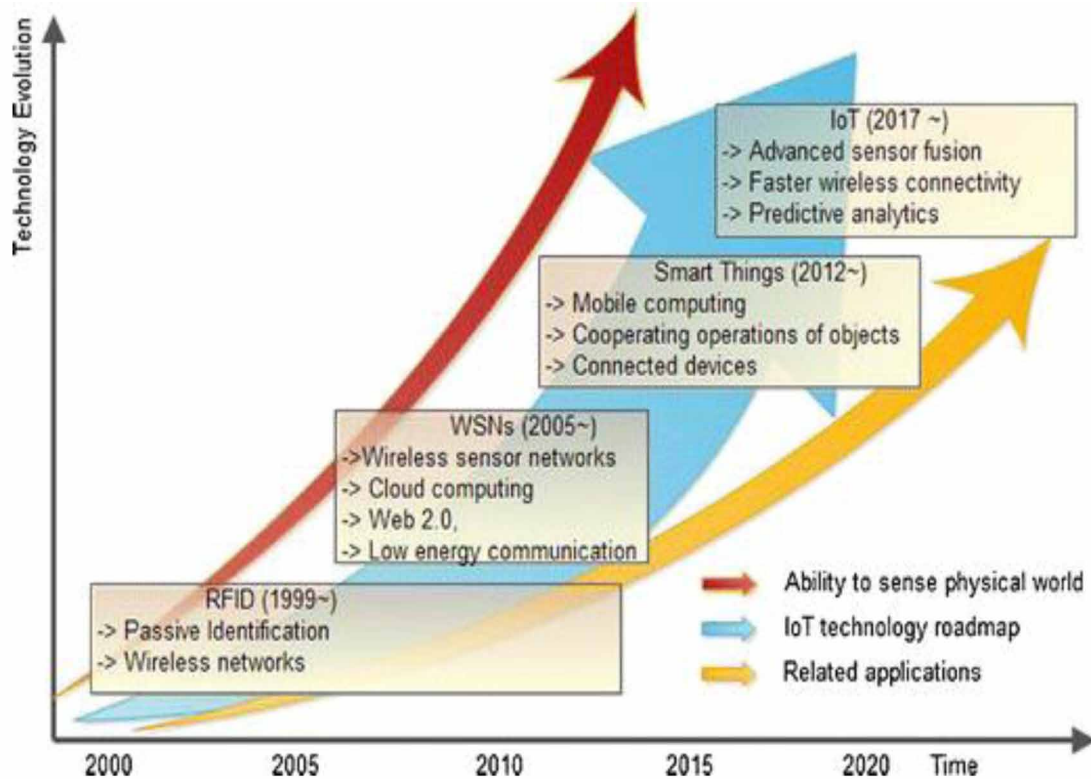 Technology Evolution
IoT (2017 ~)
-> Advanced sensor fusion
-> Faster wireless connectivity
-> Predictive analytics
Smart Things (2012~)
-> Mobile computing
-> Cooperating operations of objects
-> Connected devices
WSNs (2005~)
->Wireless sensor networks
-> Cloud computing
-> Web 2.0,
-> Low energy communication
RFID (1999~)
-> Passive Identification
-> Wireless networks
Ability to sense physical world
IoT technology roadmap
Related applications
2000 2005 2010 2015 2020 Time